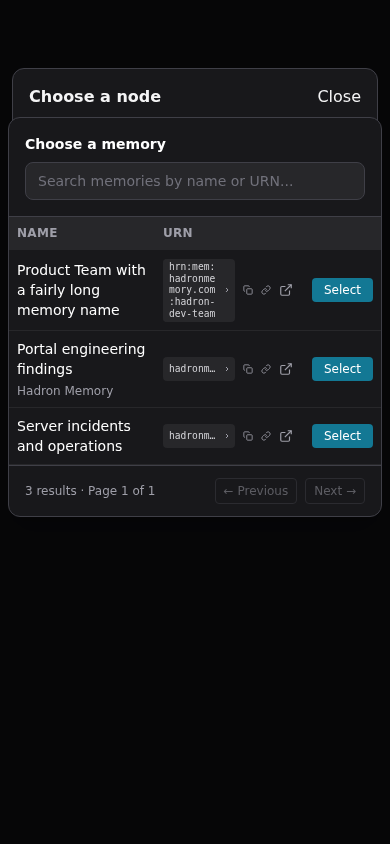 Choose a node
Close
Choose a memory
Search memories by name or URN...
NAME
URN
Product Team with
a fairly long
memory name
hrn:mem:
hadronme
mory.com
:hadron-
dev-team
›
Select
Portal engineering
findings
Hadron Memory
hadronm… ›
Select
Server incidents
and operations
hadronm… ›
Select
3 results · Page 1 of 1
← Previous
Next →